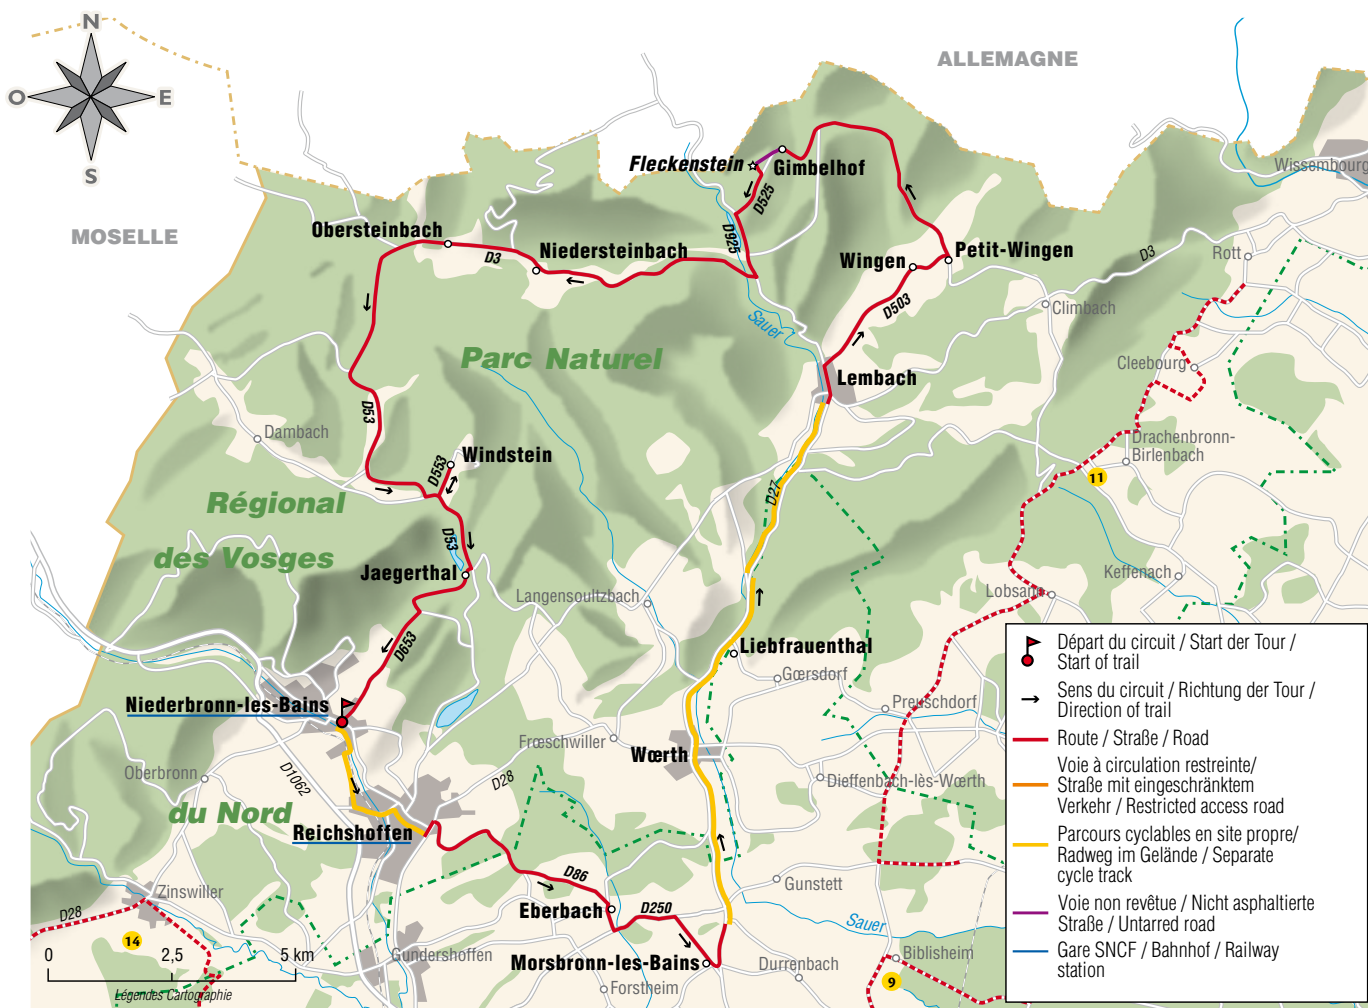 N
O
E
S
ALLEMAGNE
MOSELLE
Wissembourg
Fleckenstein
Gimbelhof
D525
D925
Obersteinbach
D3
Niedersteinbach
Wingen
Petit-Wingen
D3
Rott
D503
Climbach
Sauer
Parc Naturel
Lembach
Cleebourg
D53
Dambach
D553
Windstein
Drachenbronn-
Birlenbach
11
D27
Régional
des Vosges
D53
Jaegerthal
Langensoultzbach
Keffenach
Lobsann
D653
Liebfrauenthal
Gœrsdorf
Preuschdorf
Niederbronn-les-Bains
Frœschwiller
Wœrth
Oberbronn
D1062
D28
Dieffenbach-lès-Wœrth
du Nord
Reichshoffen
D86
Gunstett
Zinswiller
D28
Eberbach
D250
Sauer
14
Gundershoffen
Morsbronn-les-Bains
Durrenbach
Biblisheim
Forstheim
9
0
2,5
5 km
Légendes Cartographie
Départ du circuit / Start der Tour /
Start of trail
Sens du circuit / Richtung der Tour /
Direction of trail
Route / Straße / Road
Voie à circulation restreinte/
Straße mit eingeschränktem
Verkehr / Restricted access road
Parcours cyclables en site propre/
Radweg im Gelände / Separate
cycle track
Voie non revêtue / Nicht asphaltierte
Straße / Untarred road
Gare SNCF / Bahnhof / Railway
station